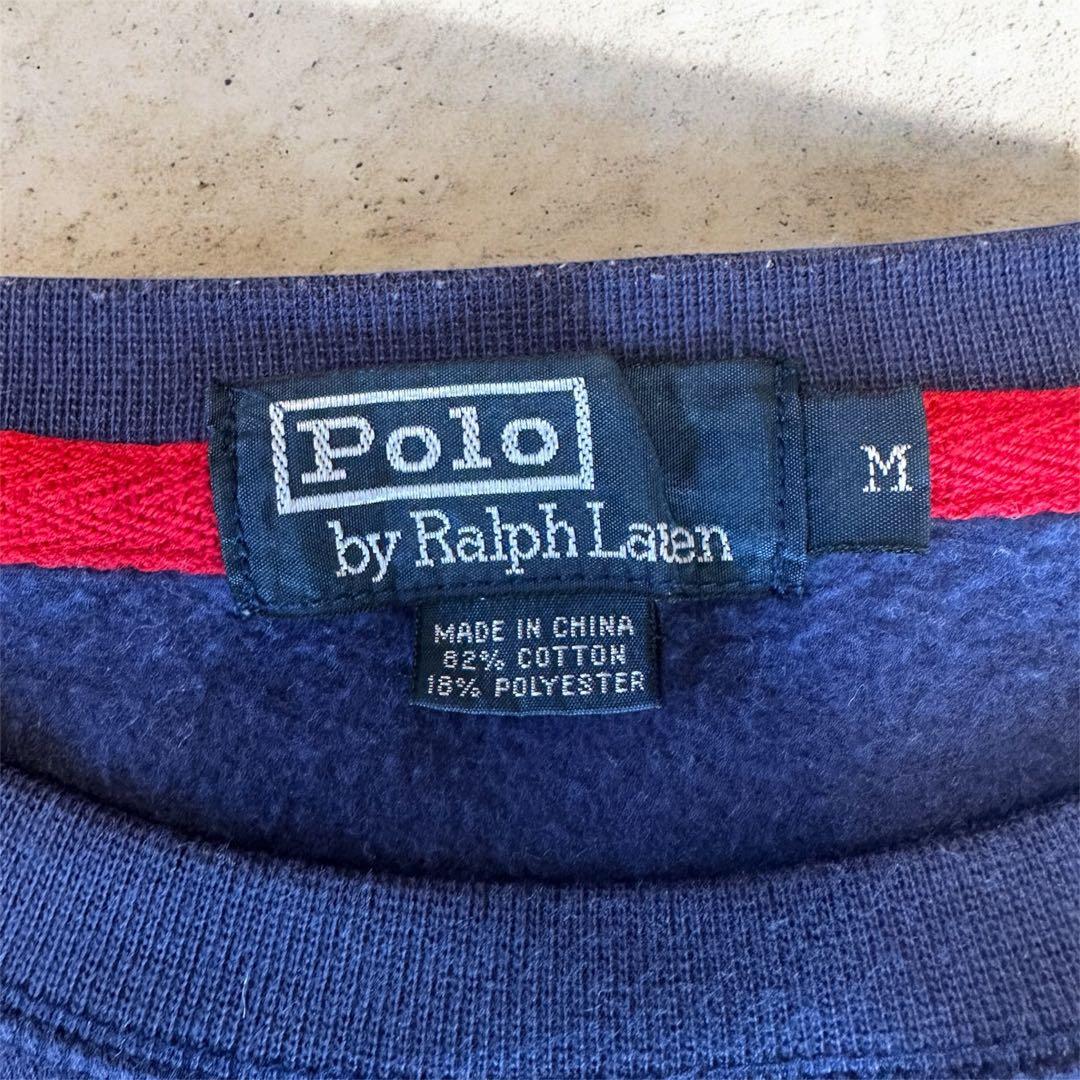 Polo
by Ralph Lauren
M
MADE IN CHINA
82% COTTON
18% POLYESTER